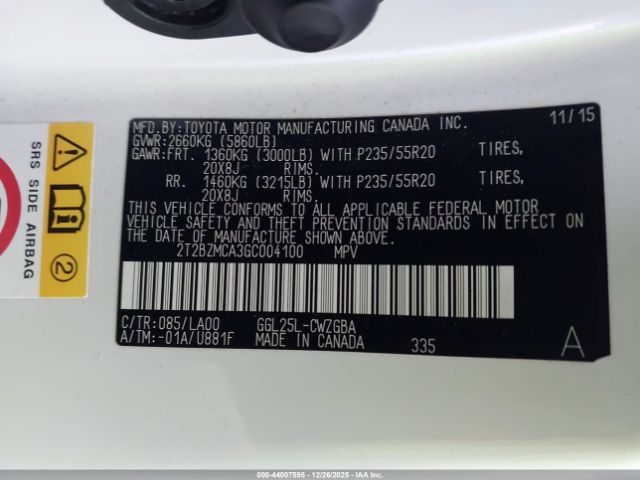 MFD.BY:TOYOTA MOTOR MANUFACTURING CANADA INC. 11/15
GVWR:2660KG (5860LB)
GAWR:FRT. 1360KG (3000LB) WITH P235/55R20 TIRES,
20X8J RIMS.
RR. 1460KG (3215LB) WITH P235/55R20 TIRES,
20X8J RIMS.
THIS VEHICLE CONFORMS TO ALL APPLICABLE FEDERAL MOTOR
VEHICLE SAFETY AND THEFT PREVENTION STANDARDS IN EFFECT ON
THE DATE OF MANUFACTURE SHOWN ABOVE.
2T2BZMCA3GC004100 MPV
C/TR:085/LA00 GGL25L-CWZGBA
A/TM:-01A/U881F MADE IN CANADA 335 A
SRS SIDE AIRBAG
2
000-44007595 - 12/26/2025 - IAA Inc.